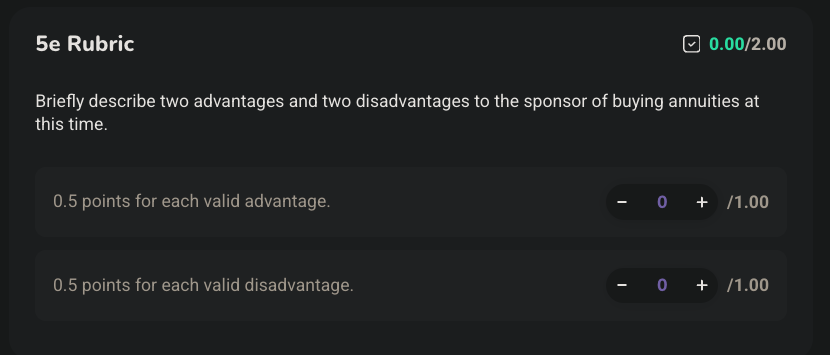 5e Rubric
0.00/2.00
Briefly describe two advantages and two disadvantages to the sponsor of buying annuities at
this time.
0.5 points for each valid advantage.
− 0 + /1.00
0.5 points for each valid disadvantage.
− 0 + /1.00